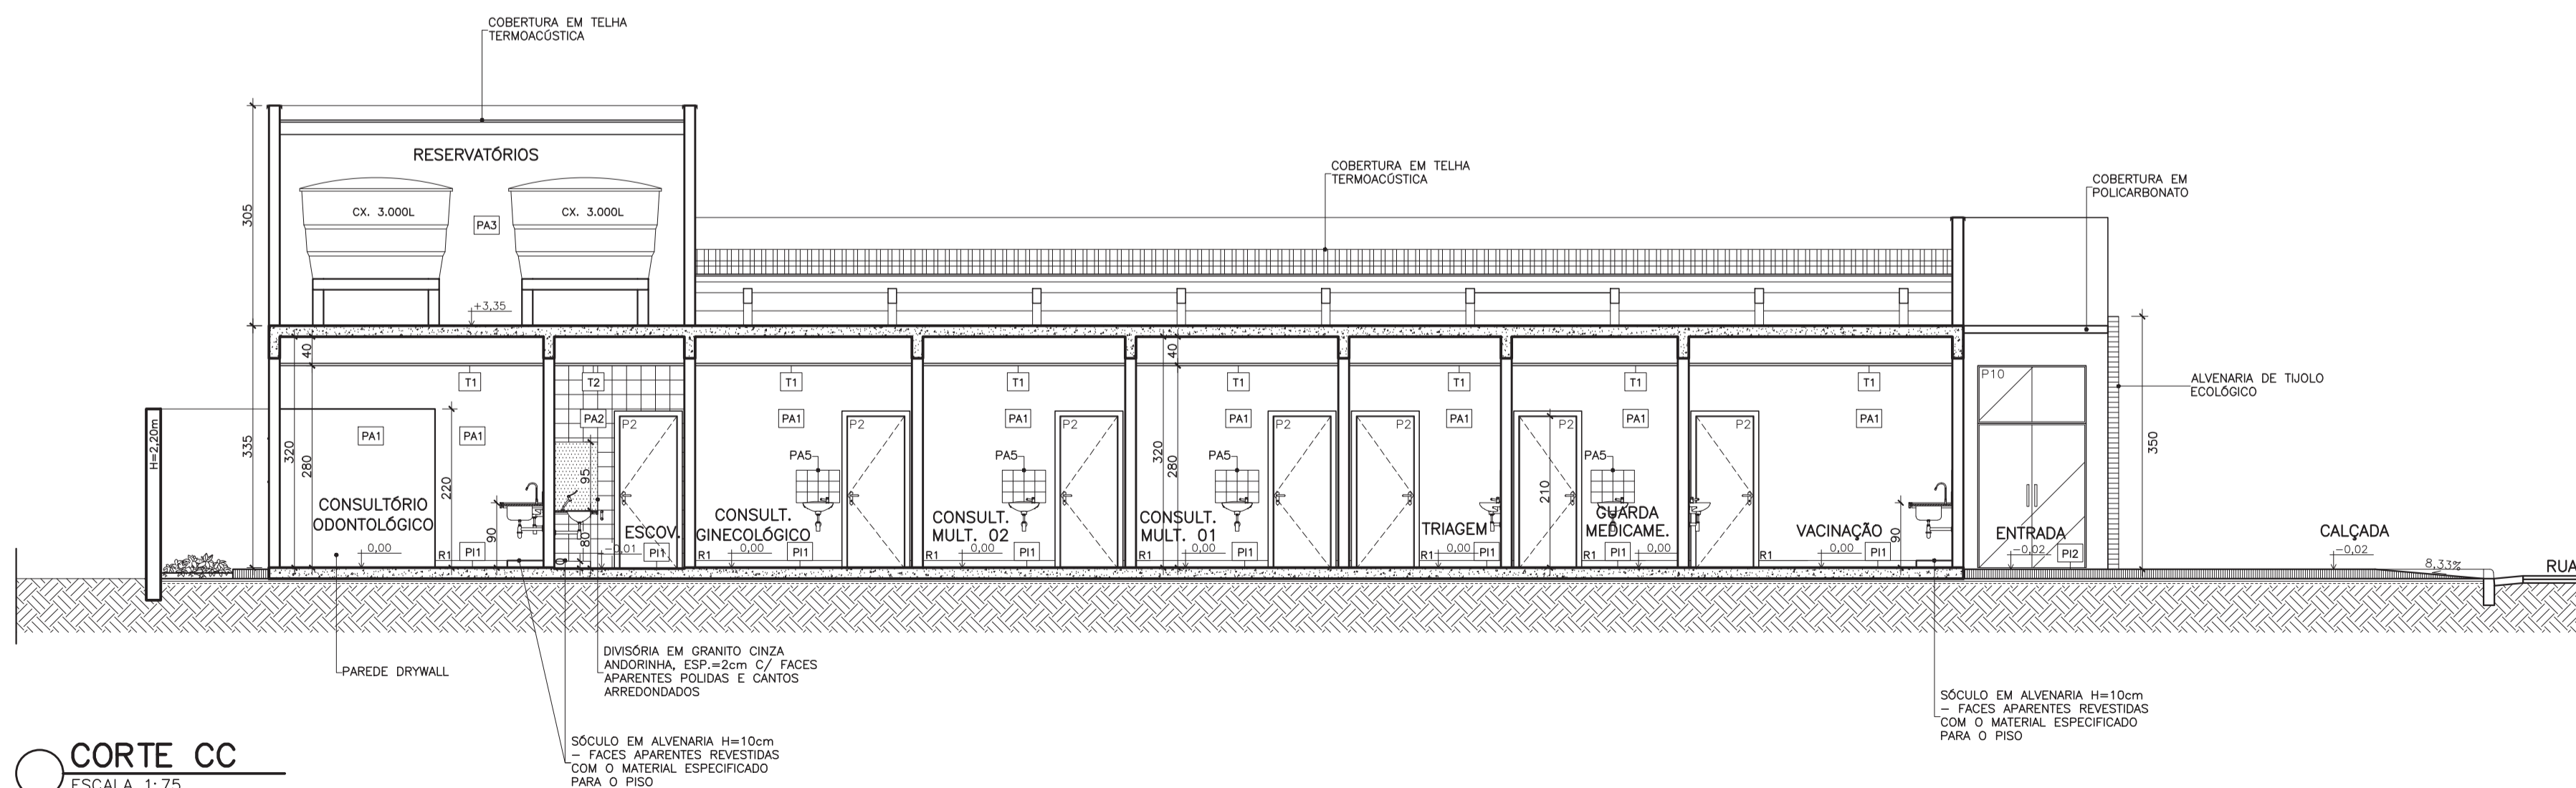 COBERTURA EM TELHA
TERMOACÚSTICA
RESERVATÓRIOS
CX. 3.000L
CX. 3.000L
PA3
305
+3,35
COBERTURA EM TELHA
TERMOACÚSTICA
COBERTURA EM
POLICARBONATO
ALVENARIA DE TIJOLO
ECOLÓGICO
350
H=2,20m
335
320
280
40
PA1
T1
PA1
220
90
CONSULTÓRIO
ODONTOLÓGICO
0,00
R1
PI1
T2
PA2
P2
95
80
ESCOV.
-0,01
PI1
T1
PA1
P2
PA5
CONSULT.
GINECOLÓGICO
R1
0,00
PI1
T1
PA1
P2
PA5
CONSULT.
MULT. 02
R1
0,00
PI1
40
320
280
T1
PA1
P2
PA5
CONSULT.
MULT. 01
R1
0,00
PI1
T1
PA1
P2
TRIAGEM
R1
0,00
PI1
T1
PA1
P2
210
PA5
GUARDA
MEDICAME.
R1
PI1
0,00
T1
PA1
P2
VACINAÇÃO
R1
0,00
PI1
90
P10
ENTRADA
-0,02
PI2
CALÇADA
-0,02
8,33%
RUA
PAREDE DRYWALL
DIVISÓRIA EM GRANITO CINZA
ANDORINHA, ESP.=2cm C/ FACES
APARENTES POLIDAS E CANTOS
ARREDONDADOS
SÓCULO EM ALVENARIA H=10cm
- FACES APARENTES REVESTIDAS
COM O MATERIAL ESPECIFICADO
PARA O PISO
SÓCULO EM ALVENARIA H=10cm
- FACES APARENTES REVESTIDAS
COM O MATERIAL ESPECIFICADO
PARA O PISO
CORTE CC
ESCALA 1:75